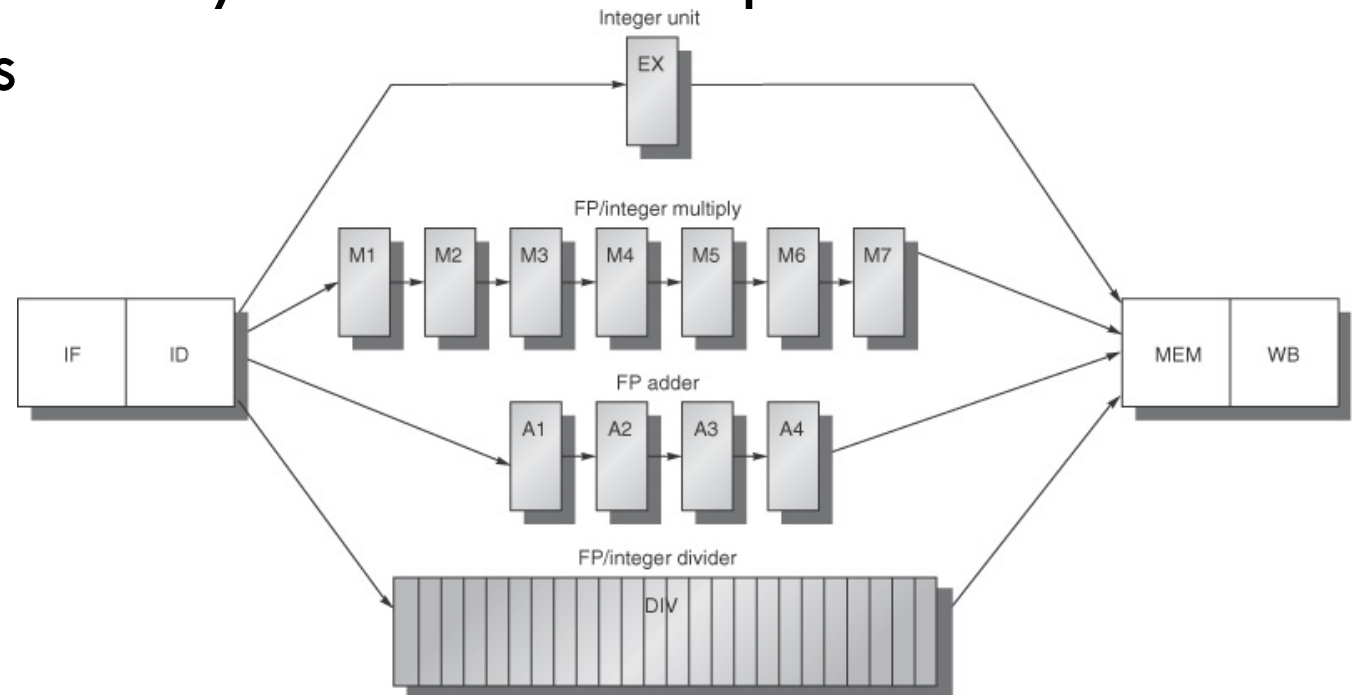 s
Integer unit
EX
FP/integer multiply
M1 M2 M3 M4 M5 M6 M7
IF ID
MEM WB
FP adder
A1 A2 A3 A4
FP/integer divider
DIV